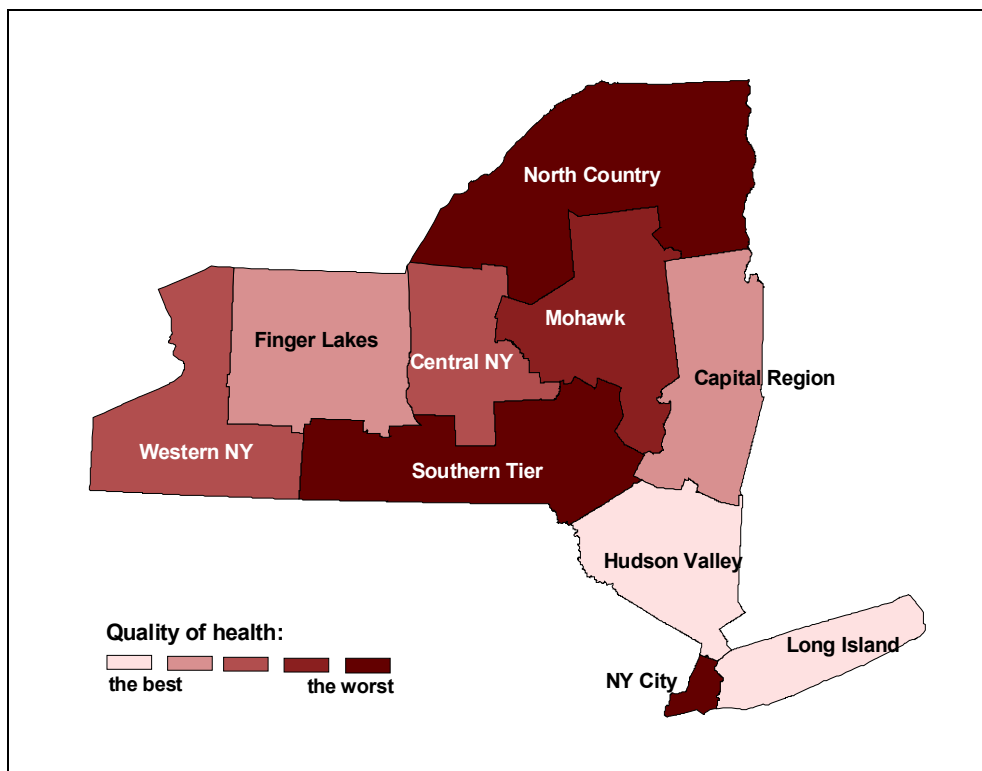 North Country
Mohawk
Finger Lakes
Central NY
Capital Region
Western NY
Southern Tier
Hudson Valley
Quality of health:
Long Island
NY City
the best the worst